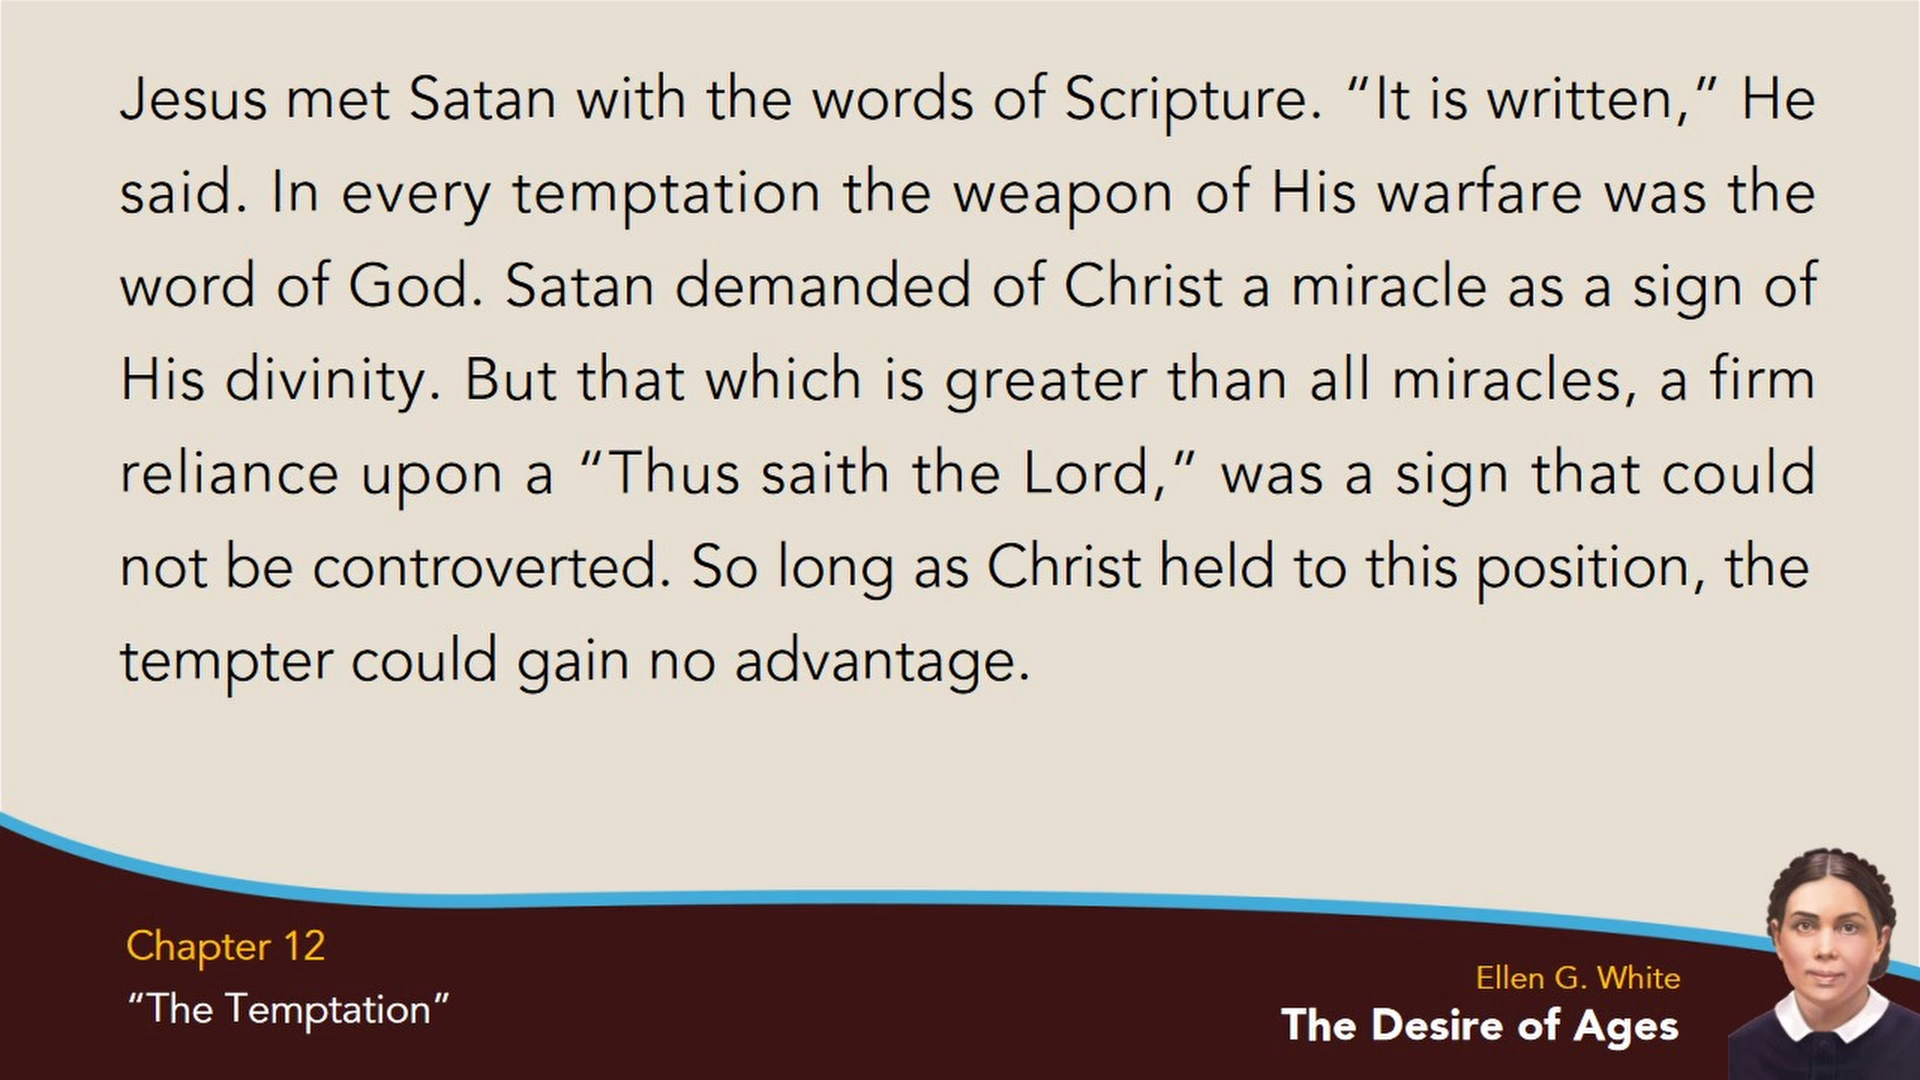 Jesus met Satan with the words of Scripture. “It is written,” He
said. In every temptation the weapon of His warfare was the
word of God. Satan demanded of Christ a miracle as a sign of
His divinity. But that which is greater than all miracles, a firm
reliance upon a “Thus saith the Lord,” was a sign that could
not be controverted. So long as Christ held to this position, the
tempter could gain no advantage.
Chapter 12
“The Temptation”
Ellen G. White
The Desire of Ages